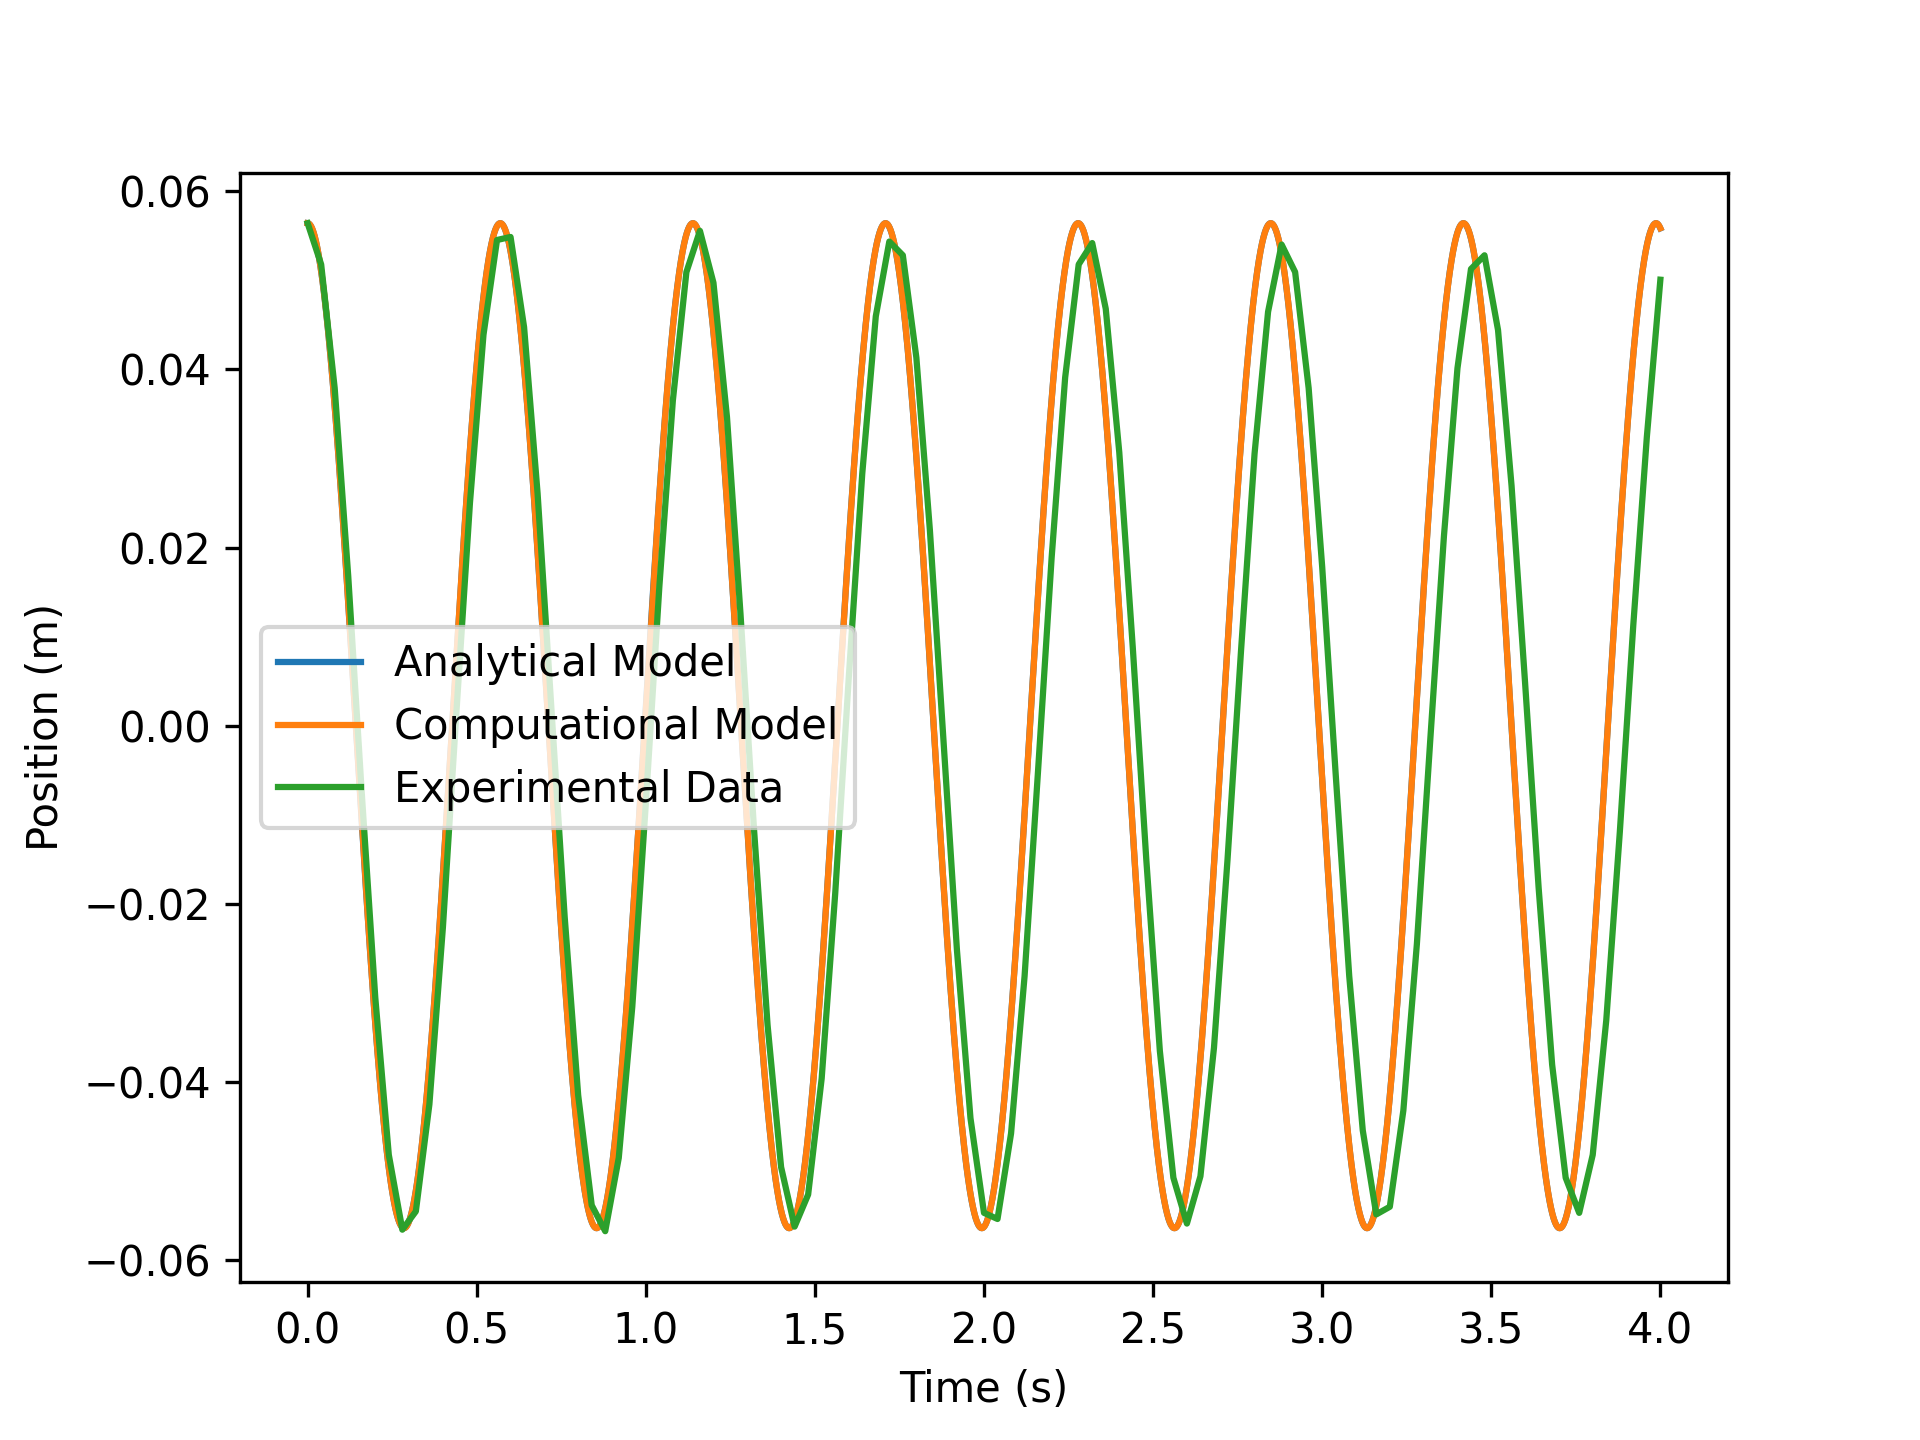 0.06
0.04
0.02
0.00
−0.02
−0.04
−0.06
Position (m)
Analytical Model
Computational Model
Experimental Data
0.0 0.5 1.0 1.5 2.0 2.5 3.0 3.5 4.0
Time (s)